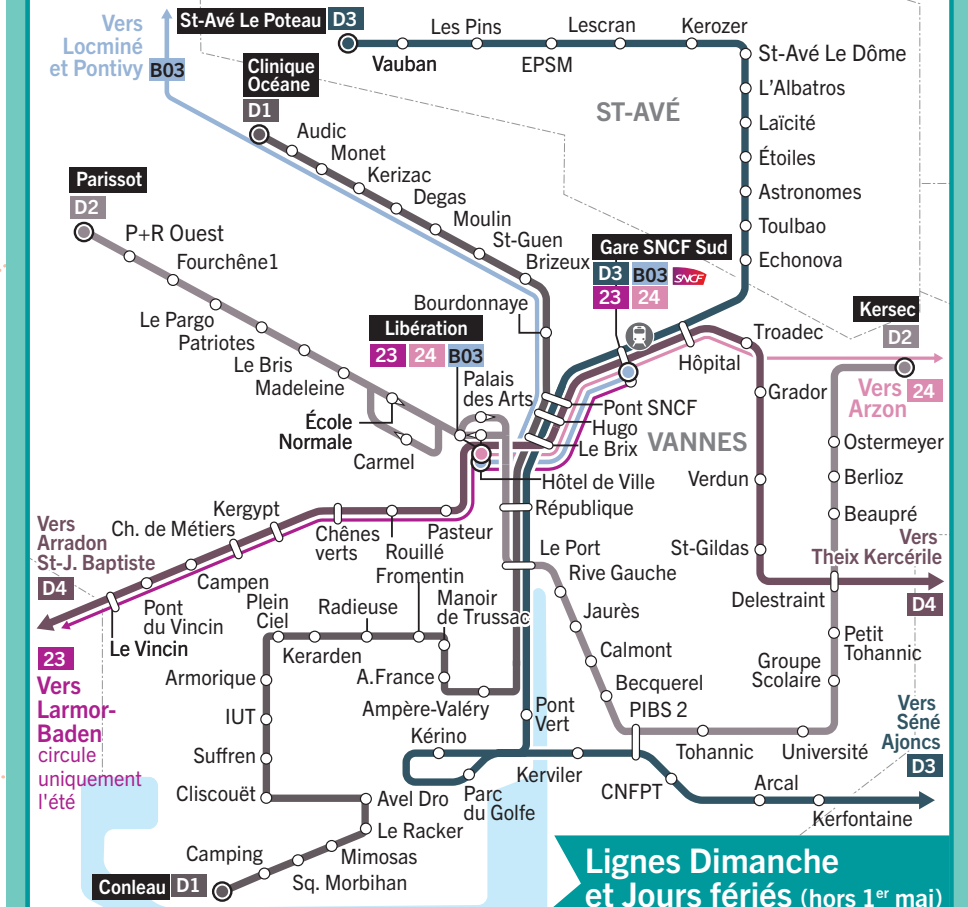 Vers
Locminé
et Pontivy B03
St-Avé Le Poteau D3
Vauban
Les Pins
EPSM
Lescran
Kerozer
St-Avé Le Dôme
L'Albatros
Laïcité
Étoiles
Astronomes
Toulbao
Echonova
ST-AVÉ
Clinique
Océane
D1
Audic
Monet
Kerizac
Degas
Moulin
St-Guen
Brizeux
Bourdonnaye
Parissot
D2
P+R Ouest
Fourchêne1
Le Pargo
Patriotes
Le Bris
Madeleine
École
Normale
Carmel
Libération
23 24 B03
Palais
des Arts
Gare SNCF Sud
D3 B03 SNCF
23 24
Hôpital
Troadec
Kersec
D2
Vers 24
Arzon
Grador
Pont SNCF
Hugo
Le Brix
VANNES
Hôtel de Ville
République
Verdun
St-Gildas
Ostermeyer
Berlioz
Beaupré
Vers
Theix Kercérile
D4
Delestraint
Petit
Tohannic
Groupe
Scolaire
Vers
Arradon
St-J. Baptiste
D4
Ch. de Métiers
Kergypt
Chênes
verts
Rouillé
Pasteur
Campen
Pont
du Vincin
Le Vincin
23
Vers
Larmor-
Baden
circule
uniquement
l'été
Plein
Ciel
Radieuse
Fromentin
Manoir
de Trussac
Kerarden
A.France
Ampère-Valéry
Armorique
IUT
Suffren
Cliscouët
Avel Dro
Le Racker
Mimosas
Sq. Morbihan
Camping
Conleau D1
Le Port
Rive Gauche
Jaurès
Calmont
Becquerel
PIBS 2
Tohannic
Université
Pont
Vert
Kérino
Parc
du Golfe
Kerviler
CNFPT
Arcal
Kerfontaine
Vers
Séné
Ajoncs
D3
Lignes Dimanche
et Jours fériés (hors 1er mai)